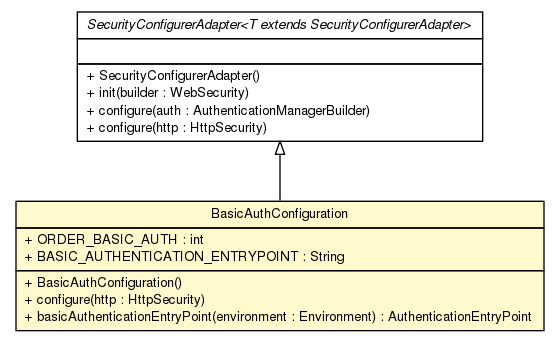 SecurityConfigurerAdapter<T extends SecurityConfigurerAdapter>
+ SecurityConfigurerAdapter()
+ init(builder : WebSecurity)
+ configure(auth : AuthenticationManagerBuilder)
+ configure(http : HttpSecurity)
BasicAuthConfiguration
+ ORDER_BASIC_AUTH : int
+ BASIC_AUTHENTICATION_ENTRYPOINT : String
+ BasicAuthConfiguration()
+ configure(http : HttpSecurity)
+ basicAuthenticationEntryPoint(environment : Environment) : AuthenticationEntryPoint